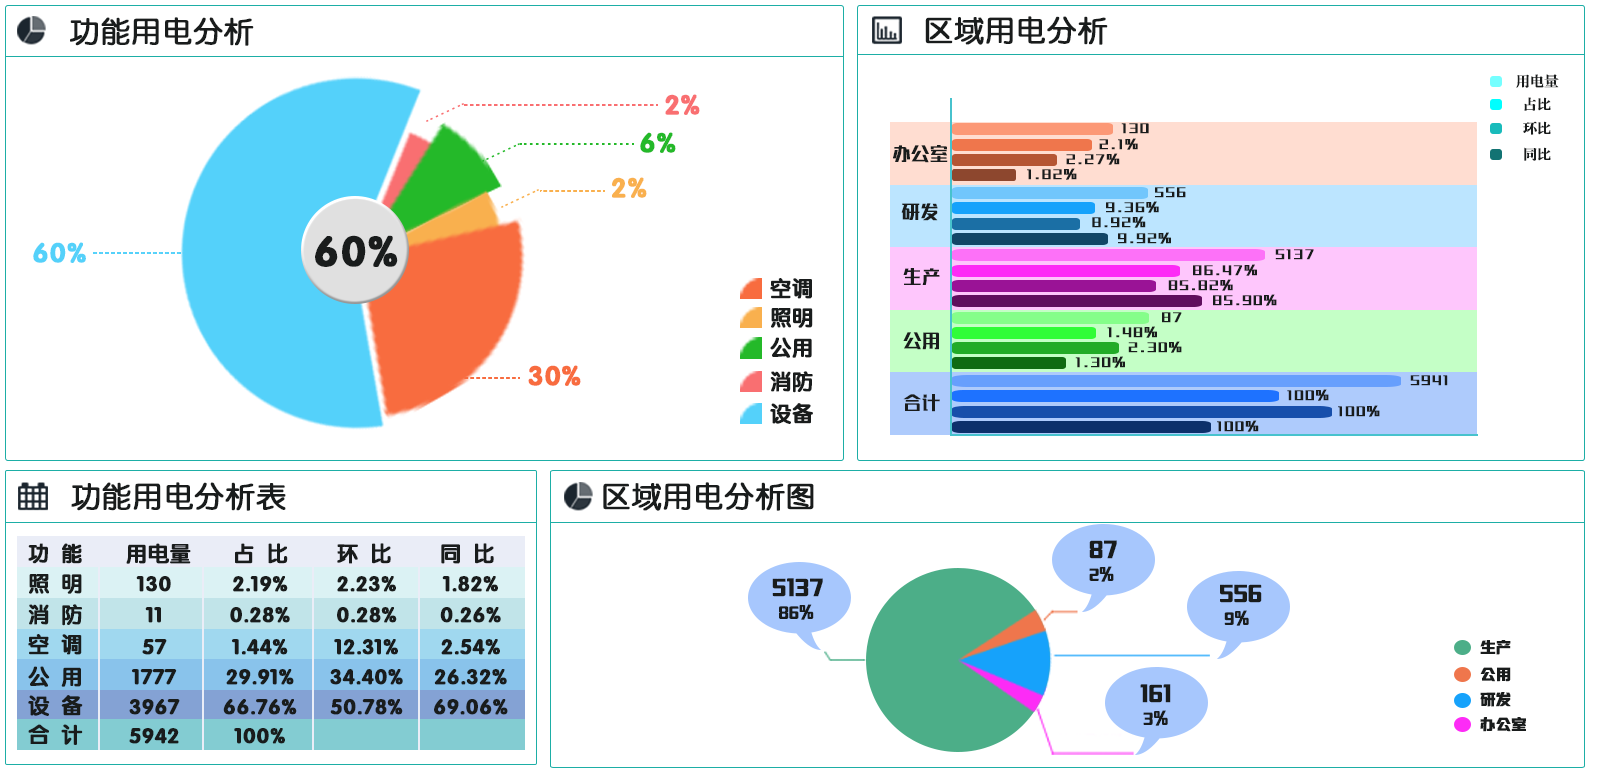 功能用电分析
2%
6%
2%
60%
60%
30%
空调
照明
公用
消防
设备
区域用电分析
用电量
占比
环比
同比
办公室
130
2.1%
2.27%
1.82%
研发
556
9.36%
8.92%
9.92%
生产
5137
86.47%
85.82%
85.90%
公用
87
1.48%
2.30%
1.30%
合计
5941
100%
100%
100%
功能用电分析表
功 能 用电量 占 比 环 比 同 比
照 明 130 2.19% 2.23% 1.82%
消 防 11 0.28% 0.28% 0.26%
空 调 57 1.44% 12.31% 2.54%
公 用 1777 29.91% 34.40% 26.32%
设 备 3967 66.76% 50.78% 69.06%
合 计 5942 100%
区域用电分析图
5137
86%
87
2%
556
9%
161
3%
生产
公用
研发
办公室